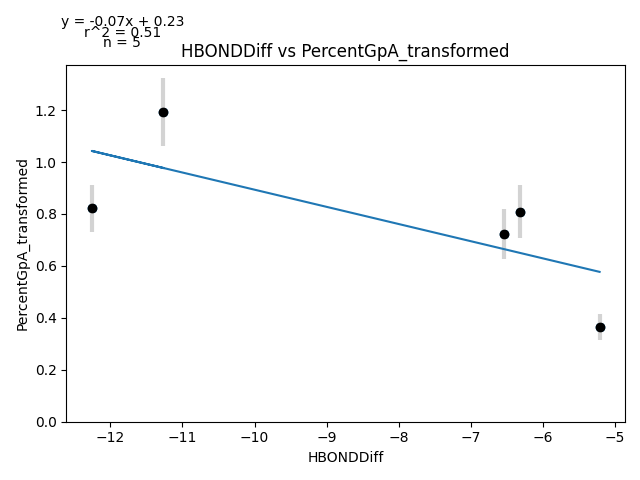 y = -0.07x + 0.23
r^2 = 0.51
n = 5
HBONDDiff vs PercentGpA_transformed
PercentGpA_transformed
1.2
1.0
0.8
0.6
0.4
0.2
0.0
−12 −11 −10 −9 −8 −7 −6 −5
HBONDDiff